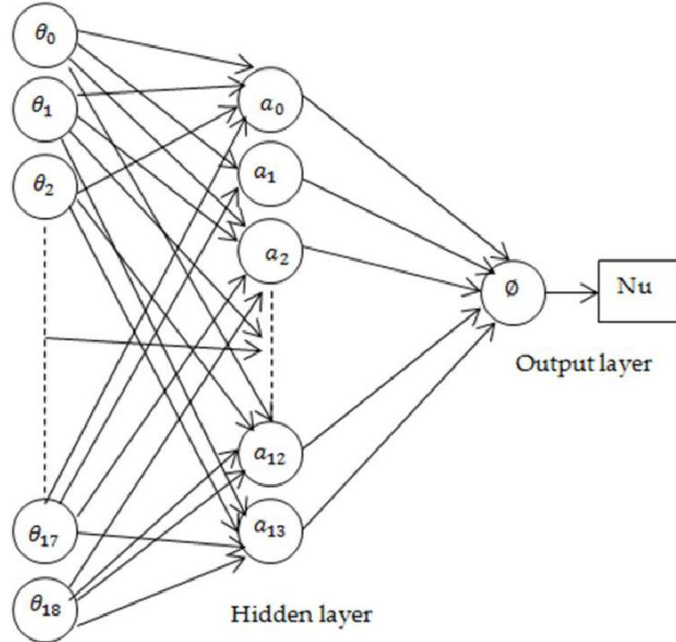 θ₀
θ₁
θ₂
θ₁₇
θ₁₈
a₀
a₁
a₂
a₁₂
a₁₃
Hidden layer
Ø
Nu
Output layer